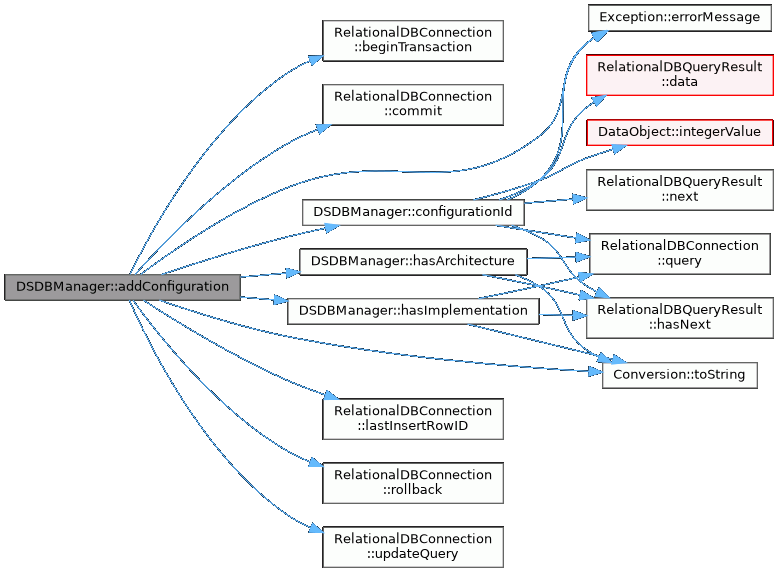 DSDBManager::addConfiguration
RelationalDBConnection
::beginTransaction
RelationalDBConnection
::commit
DSDBManager::configurationId
DSDBManager::hasArchitecture
DSDBManager::hasImplementation
RelationalDBConnection
::lastInsertRowID
RelationalDBConnection
::rollback
RelationalDBConnection
::updateQuery
Exception::errorMessage
RelationalDBQueryResult
::data
DataObject::integerValue
RelationalDBQueryResult
::next
RelationalDBConnection
::query
RelationalDBQueryResult
::hasNext
Conversion::toString